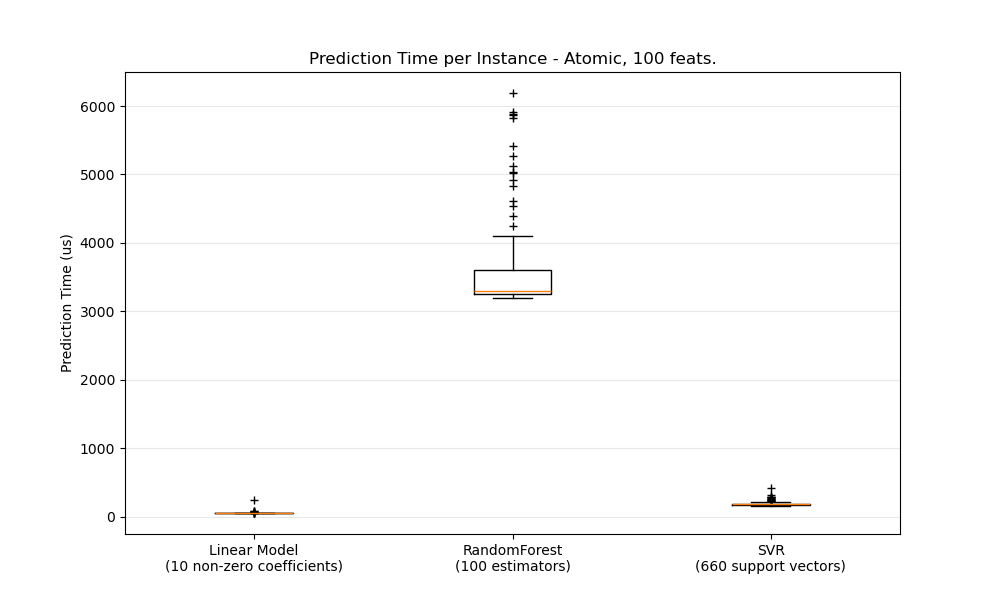 Prediction Time per Instance - Atomic, 100 feats.
Prediction Time (us)
6000
5000
4000
3000
2000
1000
0
Linear Model
(10 non-zero coefficients)
RandomForest
(100 estimators)
SVR
(660 support vectors)